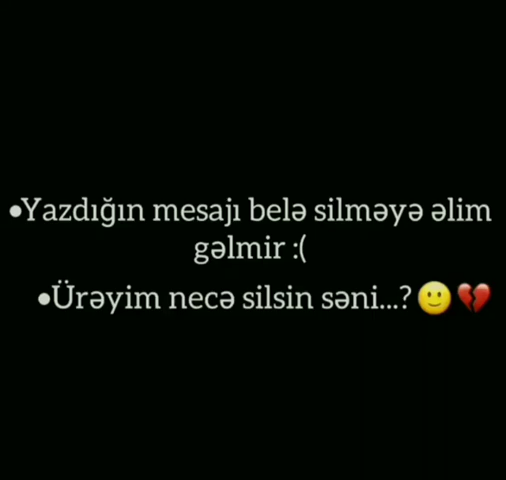 •Yazdığın mesajı belə silməyə əlim
gəlmir :(
•Ürəyim necə silsin səni...?🙂💔